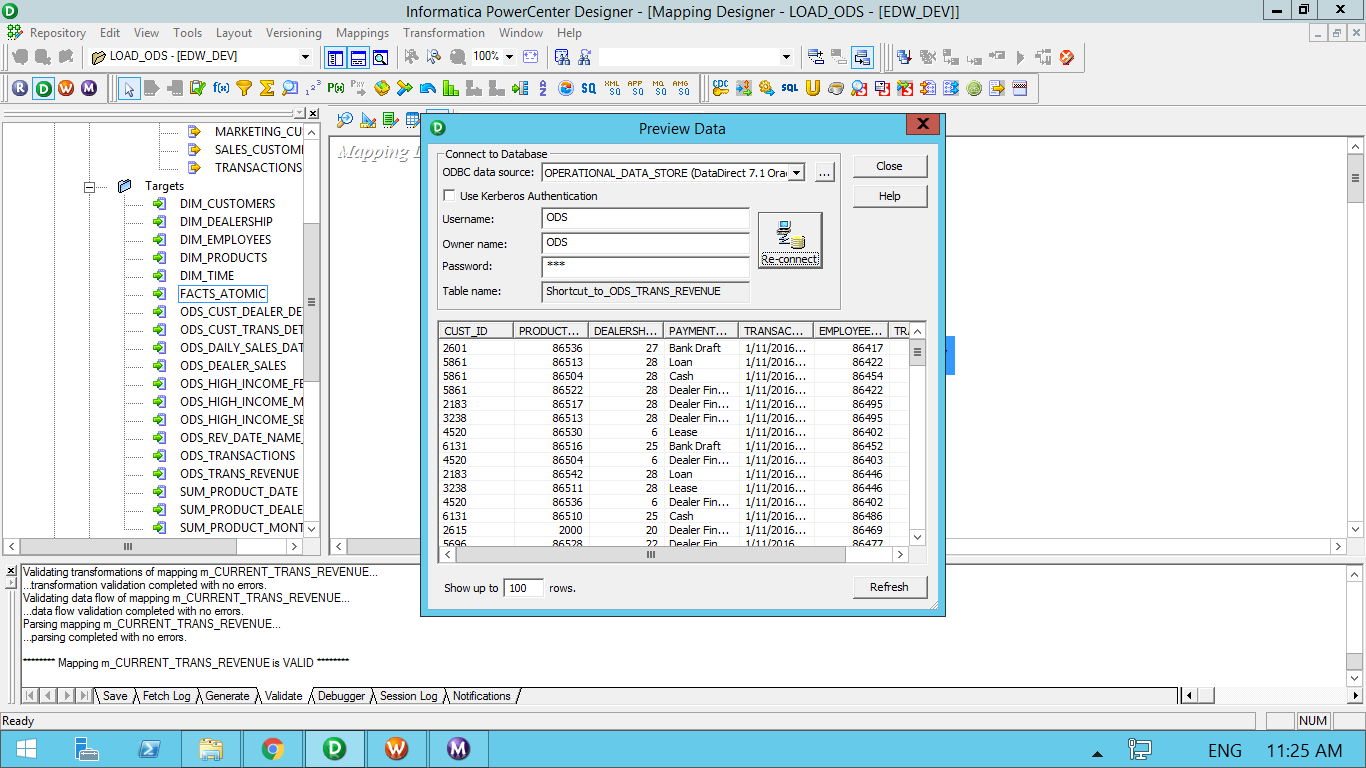 Informatica PowerCenter Designer - [Mapping Designer - LOAD_ODS - [EDW_DEV]]
Repository Edit View Tools Layout Versioning Mappings Transformation Window Help
LOAD_ODS - [EDW_DEV]
100%
MARKETING_CU
SALES_CUSTOM
TRANSACTIONS
Targets
DIM_CUSTOMERS
DIM_DEALERSHIP
DIM_EMPLOYEES
DIM_PRODUCTS
DIM_TIME
FACTS_ATOMIC
ODS_CUST_DEALER_DE
ODS_CUST_TRANS_DET
ODS_DAILY_SALES_DAT
ODS_DEALER_SALES
ODS_HIGH_INCOME_FE
ODS_HIGH_INCOME_M
ODS_HIGH_INCOME_SE
ODS_REV_DATE_NAME_
ODS_TRANSACTIONS
ODS_TRANS_REVENUE
SUM_PRODUCT_DATE
SUM_PRODUCT_DEALE
SUM_PRODUCT_MONT
Mapping D
Preview Data
Connect to Database
ODBC data source: OPERATIONAL_DATA_STORE (DataDirect 7.1 Ora ...
Use Kerberos Authentication
Username: ODS
Owner name: ODS
Password: ***
Table name: Shortcut_to_ODS_TRANS_REVENUE
Re-connect
Close
Help
CUST_ID PRODUCT... DEALERSH... PAYMENT... TRANSAC... EMPLOYEE... TRA
2601 86536 27 Bank Draft 1/11/2016... 86417
5861 86513 28 Loan 1/11/2016... 86422
5861 86504 28 Cash 1/11/2016... 86454
5861 86522 28 Dealer Fin... 1/11/2016... 86422
2183 86517 28 Dealer Fin... 1/11/2016... 86495
3238 86513 28 Dealer Fin... 1/11/2016... 86495
4520 86530 6 Lease 1/11/2016... 86402
6131 86516 25 Bank Draft 1/11/2016... 86452
4520 86504 6 Dealer Fin... 1/11/2016... 86403
2183 86542 28 Loan 1/11/2016... 86446
3238 86511 28 Lease 1/11/2016... 86446
4520 86536 6 Dealer Fin... 1/11/2016... 86402
6131 86510 25 Cash 1/11/2016... 86486
2615 2000 20 Dealer Fin... 1/11/2016... 86469
5696 86528 22 Dealer Fin 1/11/2016 86477
Show up to 100 rows.
Refresh
Validating transformations of mapping m_CURRENT_TRANS_REVENUE...
...transformation validation completed with no errors.
Validating data flow of mapping m_CURRENT_TRANS_REVENUE...
...data flow validation completed with no errors.
Parsing mapping m_CURRENT_TRANS_REVENUE...
...parsing completed with no errors.
******** Mapping m_CURRENT_TRANS_REVENUE is VALID ********
Save Fetch Log Generate Validate Debugger Session Log Notifications
Ready
NUM
ENG 11:25 AM